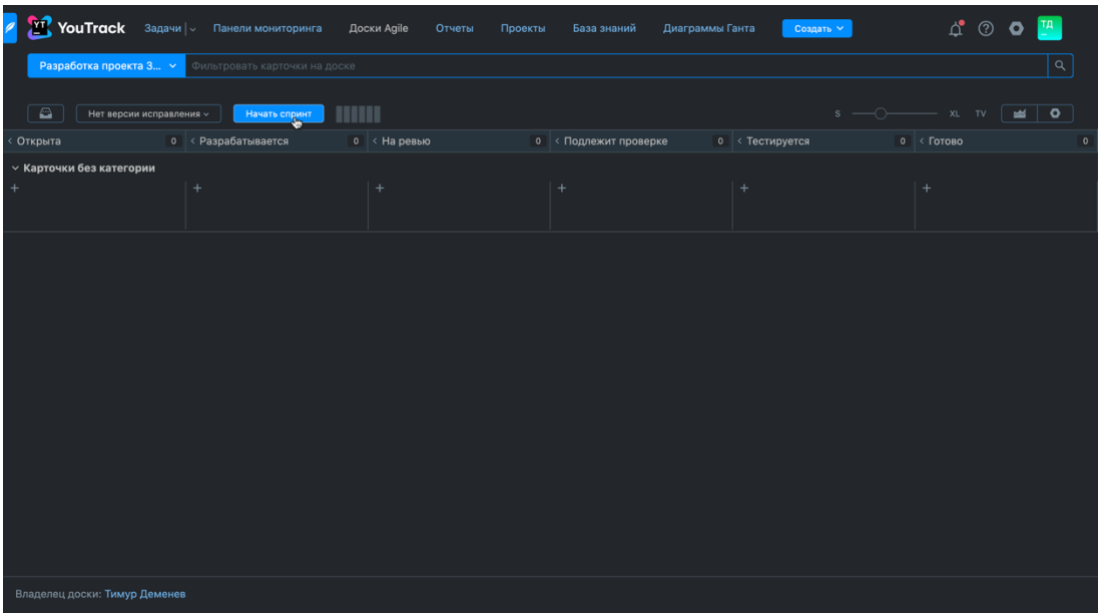 YT YouTrack Задачи Панели мониторинга Доски Agile Отчеты Проекты База знаний Диаграммы Ганта Создать ТД
Разработка проекта З... Фильтровать карточки на доске
Нет версии исправления Начать спринт S XL TV
Открыта 0 Разрабатывается 0 На ревью 0 Подлежит проверке 0 Тестируется 0 Готово 0
Карточки без категории
+ + + + + +
Владелец доски: Тимур Деменев